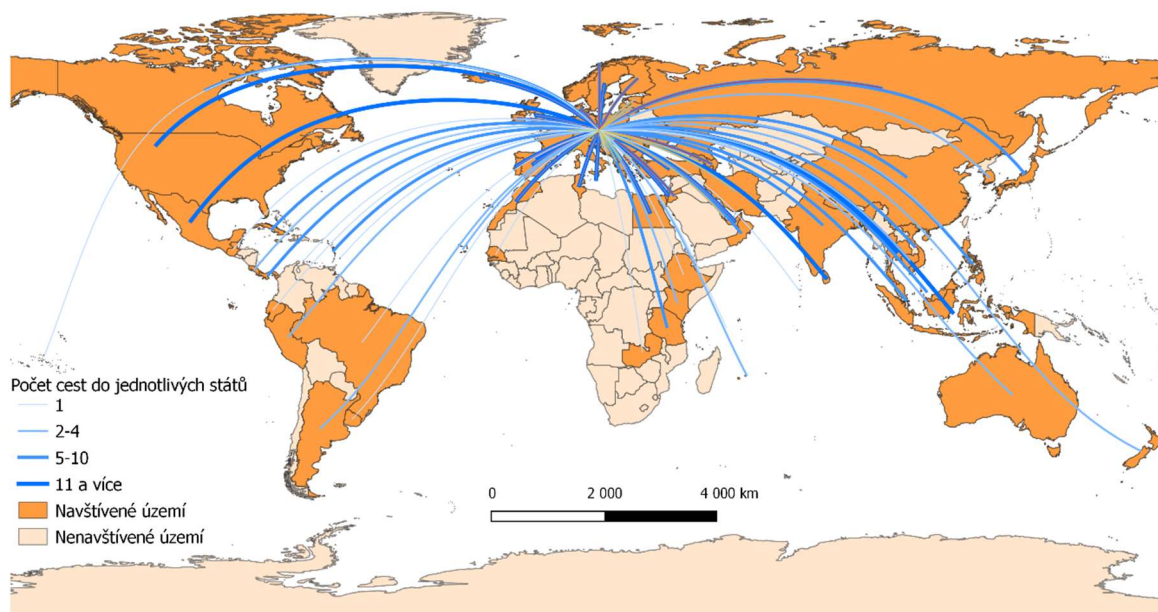 Počet cest do jednotlivých států
1
2-4
5-10
11 a více
Navštívené území
Nenavštívené území
0 2 000 4 000 km